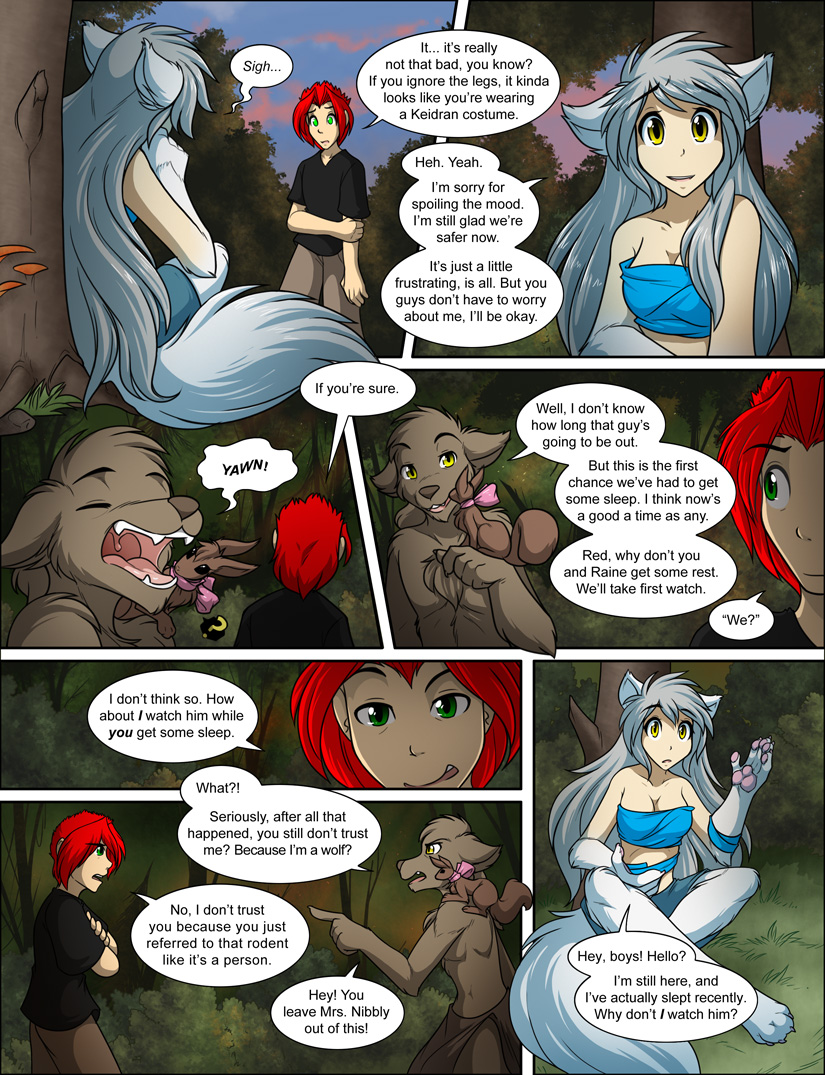 Sigh...
It... it's really
not that bad, you know?
If you ignore the legs, it kinda
looks like you're wearing
a Keidran costume.
Heh. Yeah.
I'm sorry for
spoiling the mood.
I'm still glad we're
safer now.
It's just a little
frustrating, is all. But you
guys don't have to worry
about me, I'll be okay.
If you're sure.
YAWN!
?
Well, I don't know
how long that guy's
going to be out.
But this is the first
chance we've had to get
some sleep. I think now's
a good a time as any.
Red, why don't you
and Raine get some rest.
We'll take first watch.
“We?”
I don't think so. How
about I watch him while
you get some sleep.
What?!
Seriously, after all that
happened, you still don't trust
me? Because I'm a wolf?
No, I don't trust
you because you just
referred to that rodent
like it's a person.
Hey! You
leave Mrs. Nibbly
out of this!
Hey, boys! Hello?
I'm still here, and
I've actually slept recently.
Why don't I watch him?